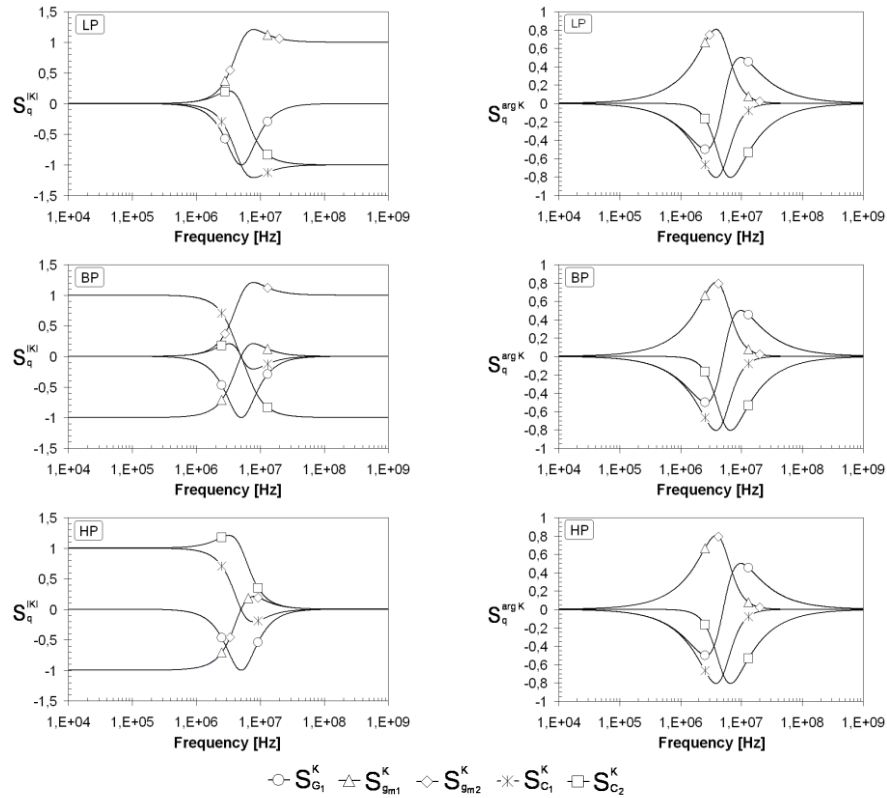 LP
S_q^|K|
1,5
1
0,5
0
-0,5
-1
-1,5
1,E+04 1,E+05 1,E+06 1,E+07 1,E+08 1,E+09
Frequency [Hz]
LP
S_q^arg K
1
0,8
0,6
0,4
0,2
0
-0,2
-0,4
-0,6
-0,8
-1
1,E+04 1,E+05 1,E+06 1,E+07 1,E+08 1,E+09
Frequency [Hz]
BP
S_q^|K|
1,5
1
0,5
0
-0,5
-1
-1,5
1,E+04 1,E+05 1,E+06 1,E+07 1,E+08 1,E+09
Frequency [Hz]
BP
S_q^arg K
1
0,8
0,6
0,4
0,2
0
-0,2
-0,4
-0,6
-0,8
-1
1,E+04 1,E+05 1,E+06 1,E+07 1,E+08 1,E+09
Frequency [Hz]
HP
S_q^|K|
1,5
1
0,5
0
-0,5
-1
-1,5
1,E+04 1,E+05 1,E+06 1,E+07 1,E+08 1,E+09
Frequency [Hz]
HP
S_q^arg K
1
0,8
0,6
0,4
0,2
0
-0,2
-0,4
-0,6
-0,8
-1
1,E+04 1,E+05 1,E+06 1,E+07 1,E+08 1,E+09
Frequency [Hz]
S_G1^K S_gm1^K S_gm2^K S_C1^K S_C2^K